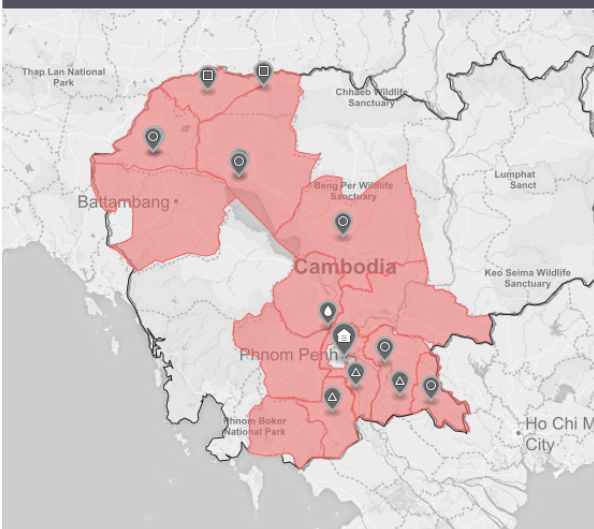 Thap Lan National
Park
Chhaeb Wildlife
Sanctuary
Lumphat
Sanct
Beng Per Wildlife
Sanctuary
Battambang
Cambodia
Keo Seima Wildlife
Sanctuary
Phnom Penh
Phnom Bokor
National Park
Ho Chi M
City